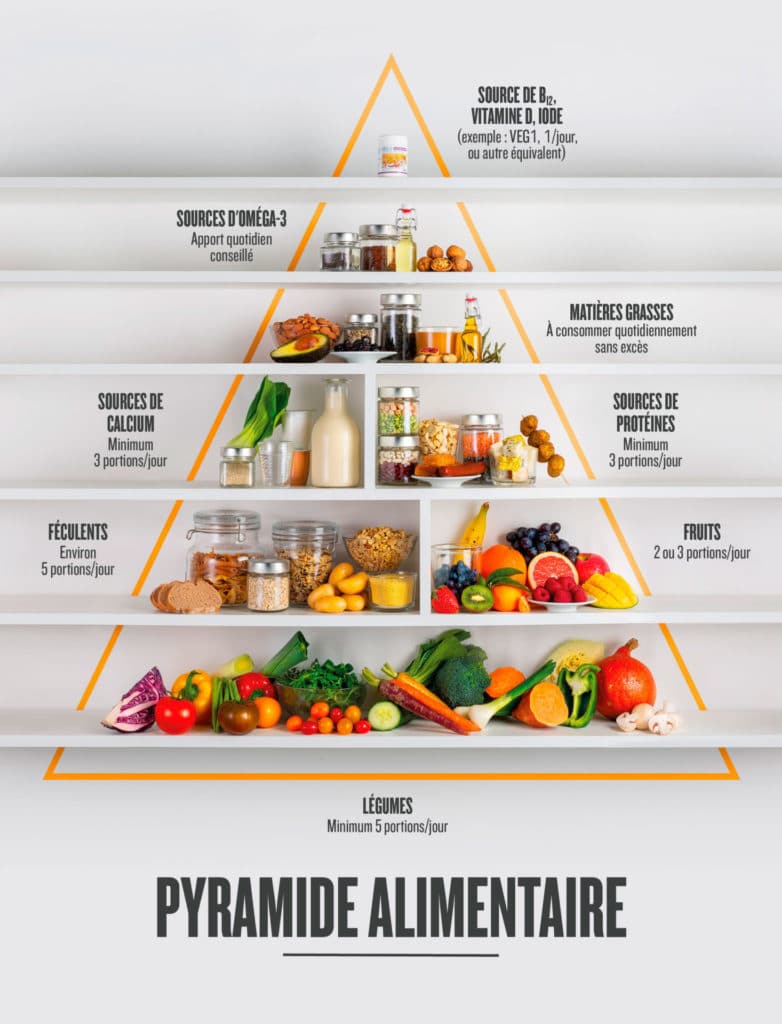 SOURCE DE B12,
VITAMINE D, IODE
(exemple : VEG1, 1/jour,
ou autre équivalent)
SOURCES D'OMÉGA-3
Apport quotidien
conseillé
MATIÈRES GRASSES
À consommer quotidiennement
sans excès
SOURCES DE
CALCIUM
Minimum
3 portions/jour
SOURCES DE
PROTÉINES
Minimum
3 portions/jour
FÉCULENTS
Environ
5 portions/jour
FRUITS
2 ou 3 portions/jour
LÉGUMES
Minimum 5 portions/jour
PYRAMIDE ALIMENTAIRE